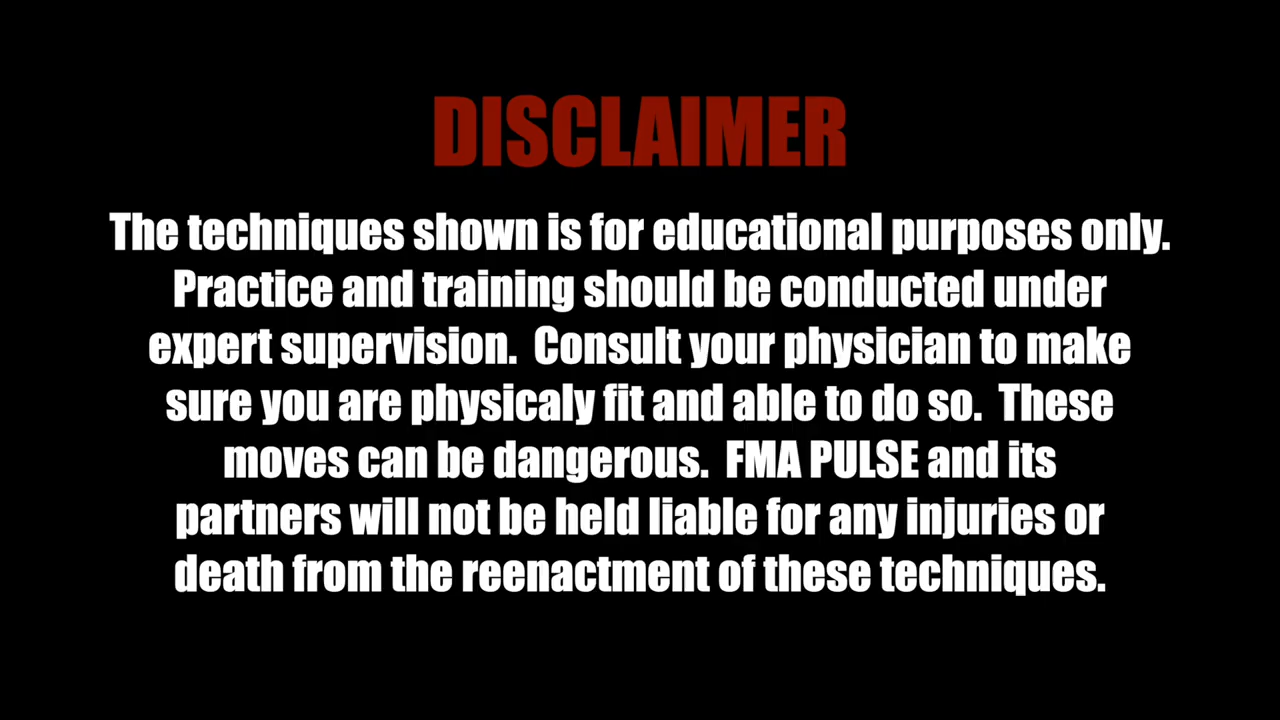 DISCLAIMER
The techniques shown is for educational purposes only.
Practice and training should be conducted under
expert supervision.  Consult your physician to make
sure you are physicaly fit and able to do so.  These
moves can be dangerous.  FMA PULSE and its
partners will not be held liable for any injuries or
death from the reenactment of these techniques.